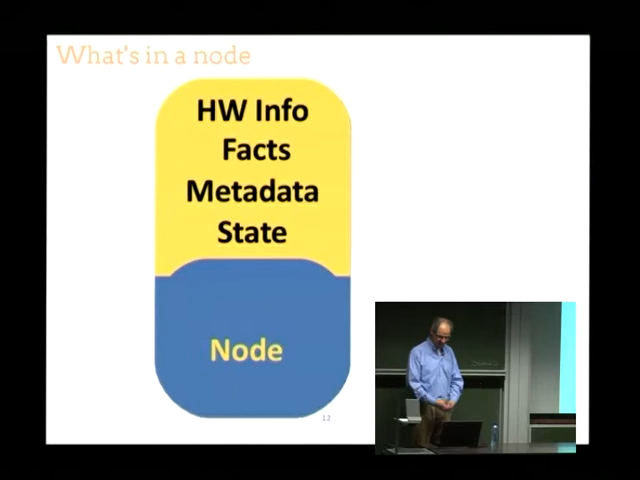 What's in a node
HW Info
Facts
Metadata
State
Node
12